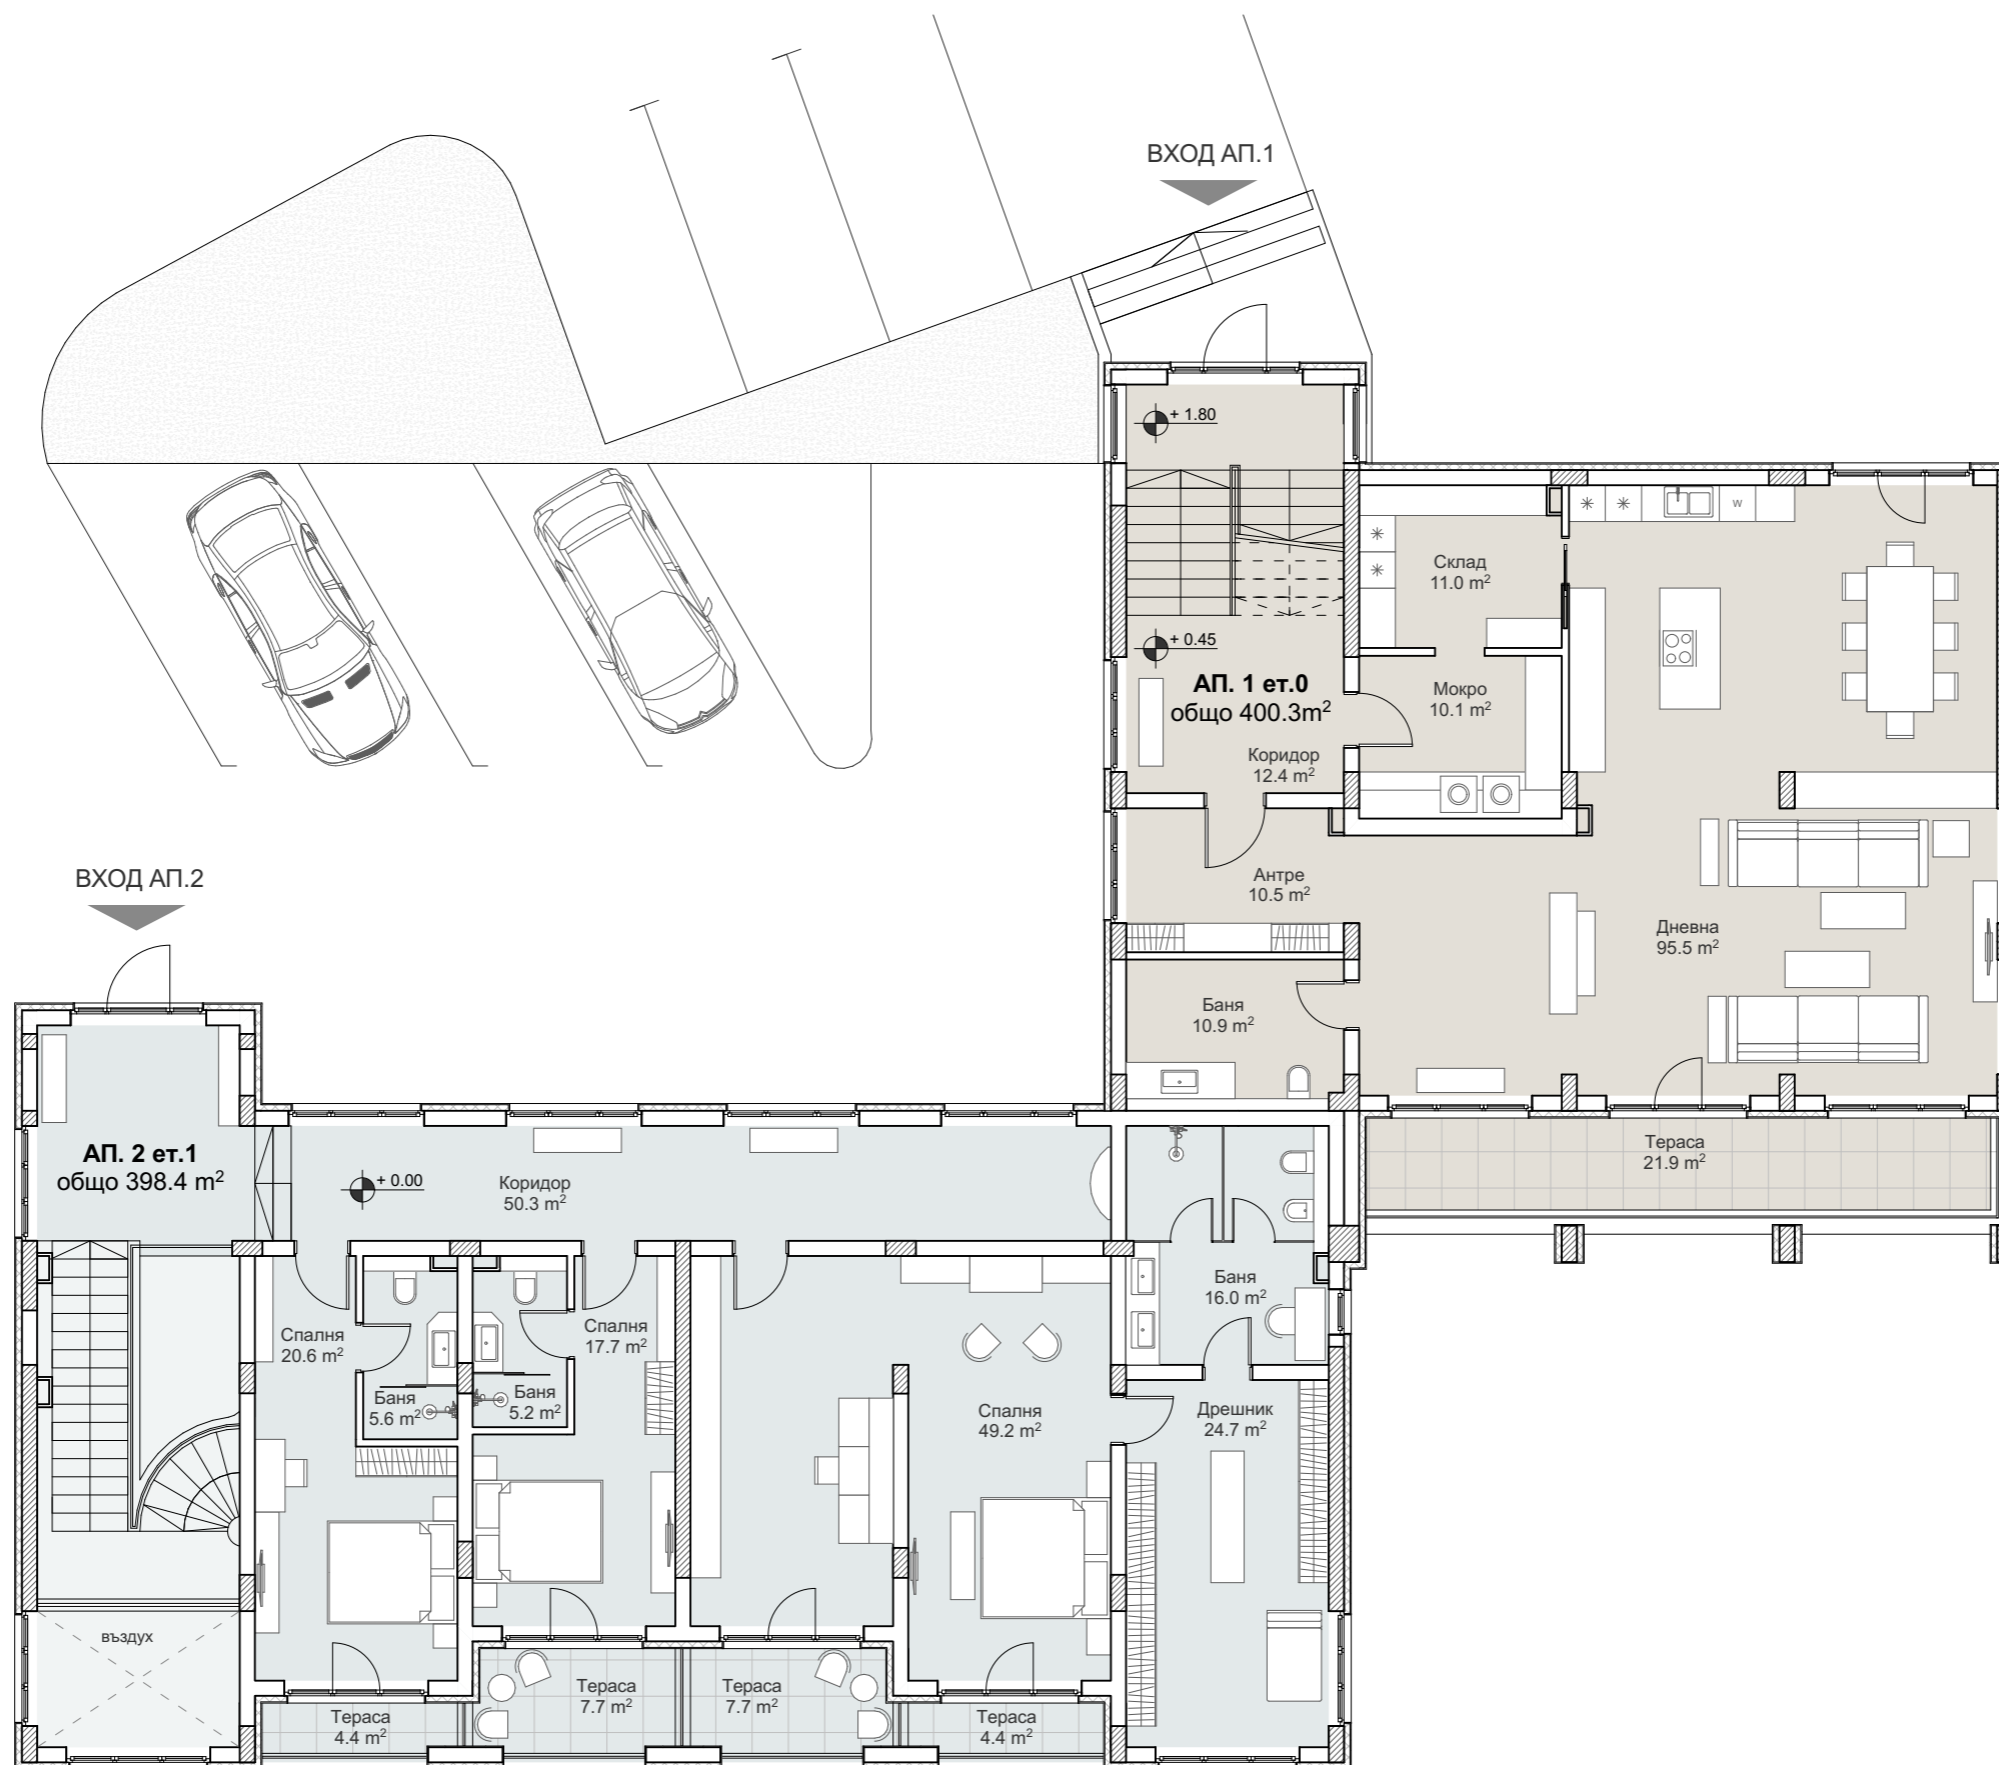 ВХОД АП.1
+ 1.80
w
Склад
11.0 m²
+ 0.45
АП. 1 ет.0
общо 400.3m²
Мокро
10.1 m²
Коридор
12.4 m²
Антре
10.5 m²
Дневна
95.5 m²
ВХОД АП.2
Баня
10.9 m²
АП. 2 ет.1
общо 398.4 m²
+ 0.00
Коридор
50.3 m²
Тераса
21.9 m²
Баня
16.0 m²
Спалня
20.6 m²
Спалня
17.7 m²
Баня
5.6 m²
Баня
5.2 m²
Спалня
49.2 m²
Дрешник
24.7 m²
въздух
Тераса
4.4 m²
Тераса
7.7 m²
Тераса
7.7 m²
Тераса
4.4 m²